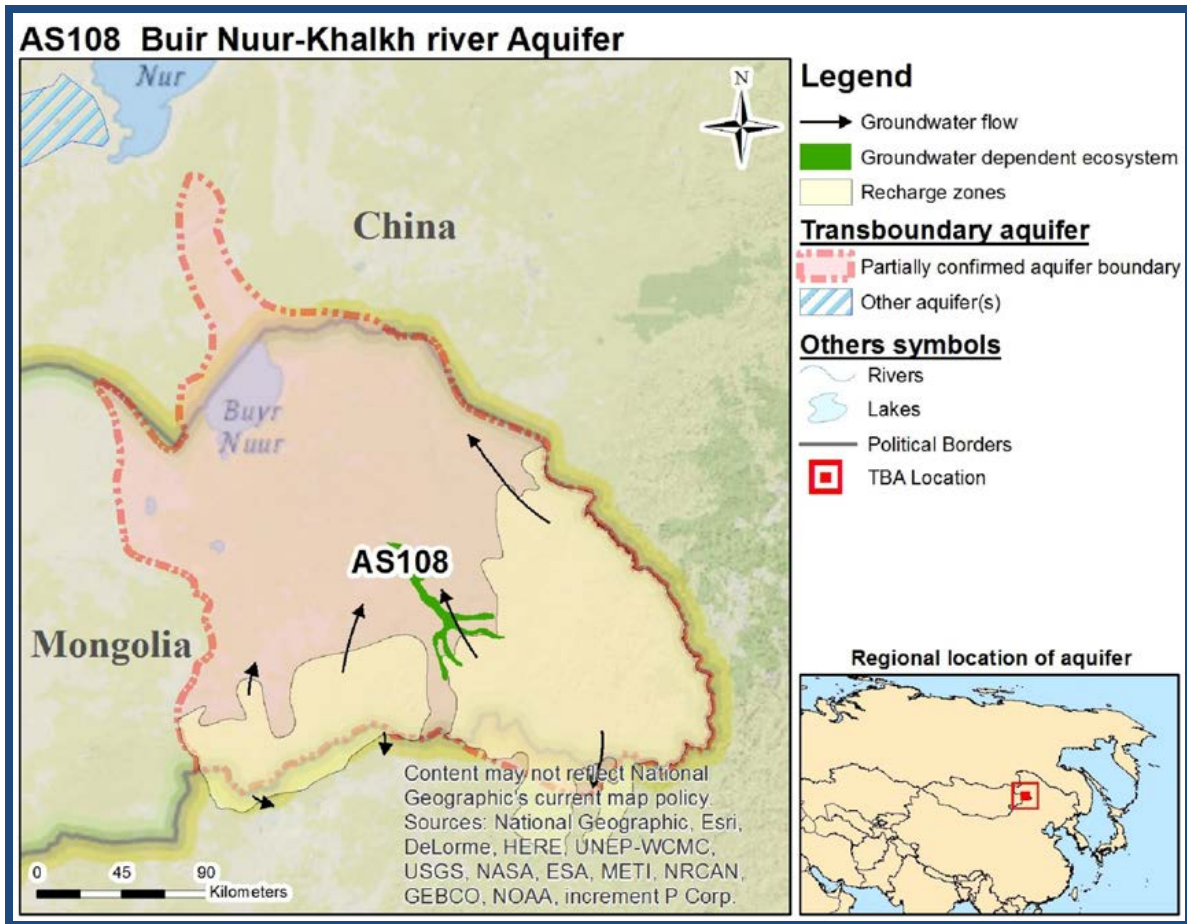 AS108 Buir Nuur-Khalkh river Aquifer
Nur
N
China
Buyr
Nuur
AS108
Mongolia
Content may not reflect National
Geographic's current map policy.
Sources: National Geographic, Esri,
DeLorme, HERE, UNEP-WCMC,
USGS, NASA, ESA, METI, NRCAN,
GEBCO, NOAA, increment P Corp.
0 45 90
Kilometers
Legend
Groundwater flow
Groundwater dependent ecosystem
Recharge zones
Transboundary aquifer
Partially confirmed aquifer boundary
Other aquifer(s)
Others symbols
Rivers
Lakes
Political Borders
TBA Location
Regional location of aquifer